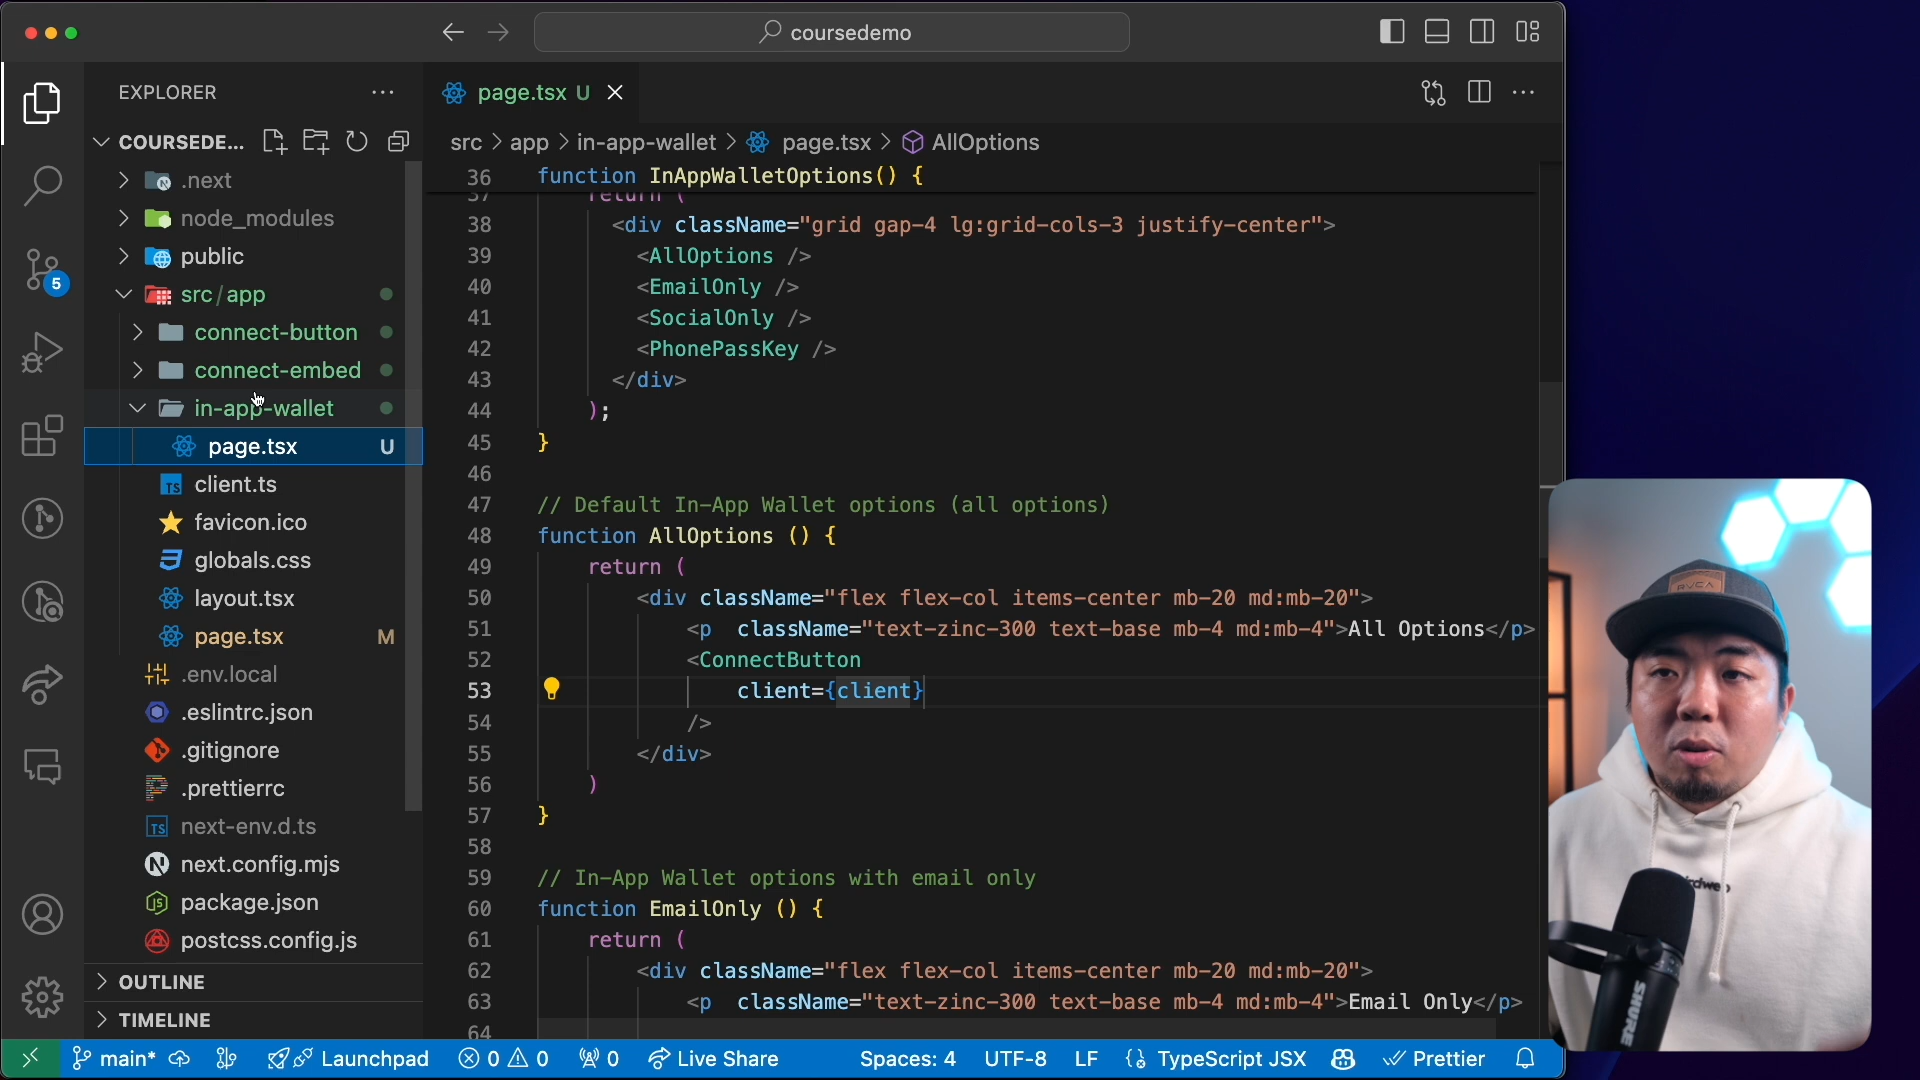 coursedemo
EXPLORER
page.tsx U
COURSEDE...
src > app > in-app-wallet > page.tsx > AllOptions
.next
node_modules
public
src/app
connect-button
connect-embed
in-app-wallet
page.tsx U
client.ts
favicon.ico
globals.css
layout.tsx
page.tsx M
.env.local
.eslintrc.json
.gitignore
.prettierrc
next-env.d.ts
next.config.mjs
package.json
postcss.config.js
OUTLINE
TIMELINE
5
36 function InAppWalletOptions() {
37 return (
38 <div className="grid gap-4 lg:grid-cols-3 justify-center">
39 <AllOptions />
40 <EmailOnly />
41 <SocialOnly />
42 <PhonePassKey />
43 </div>
44 );
45 }
46
47 // Default In-App Wallet options (all options)
48 function AllOptions () {
49 return (
50 <div className="flex flex-col items-center mb-20 md:mb-20">
51 <p className="text-zinc-300 text-base mb-4 md:mb-4">All Options</p>
52 <ConnectButton
53 client={client}
54 />
55 </div>
56 )
57 }
58
59 // In-App Wallet options with email only
60 function EmailOnly () {
61 return (
62 <div className="flex flex-col items-center mb-20 md:mb-20">
63 <p className="text-zinc-300 text-base mb-4 md:mb-4">Email Only</p>
64
main* Launchpad 0 0 0 Live Share Spaces: 4 UTF-8 LF {} TypeScript JSX Prettier
RVCA
SHURE